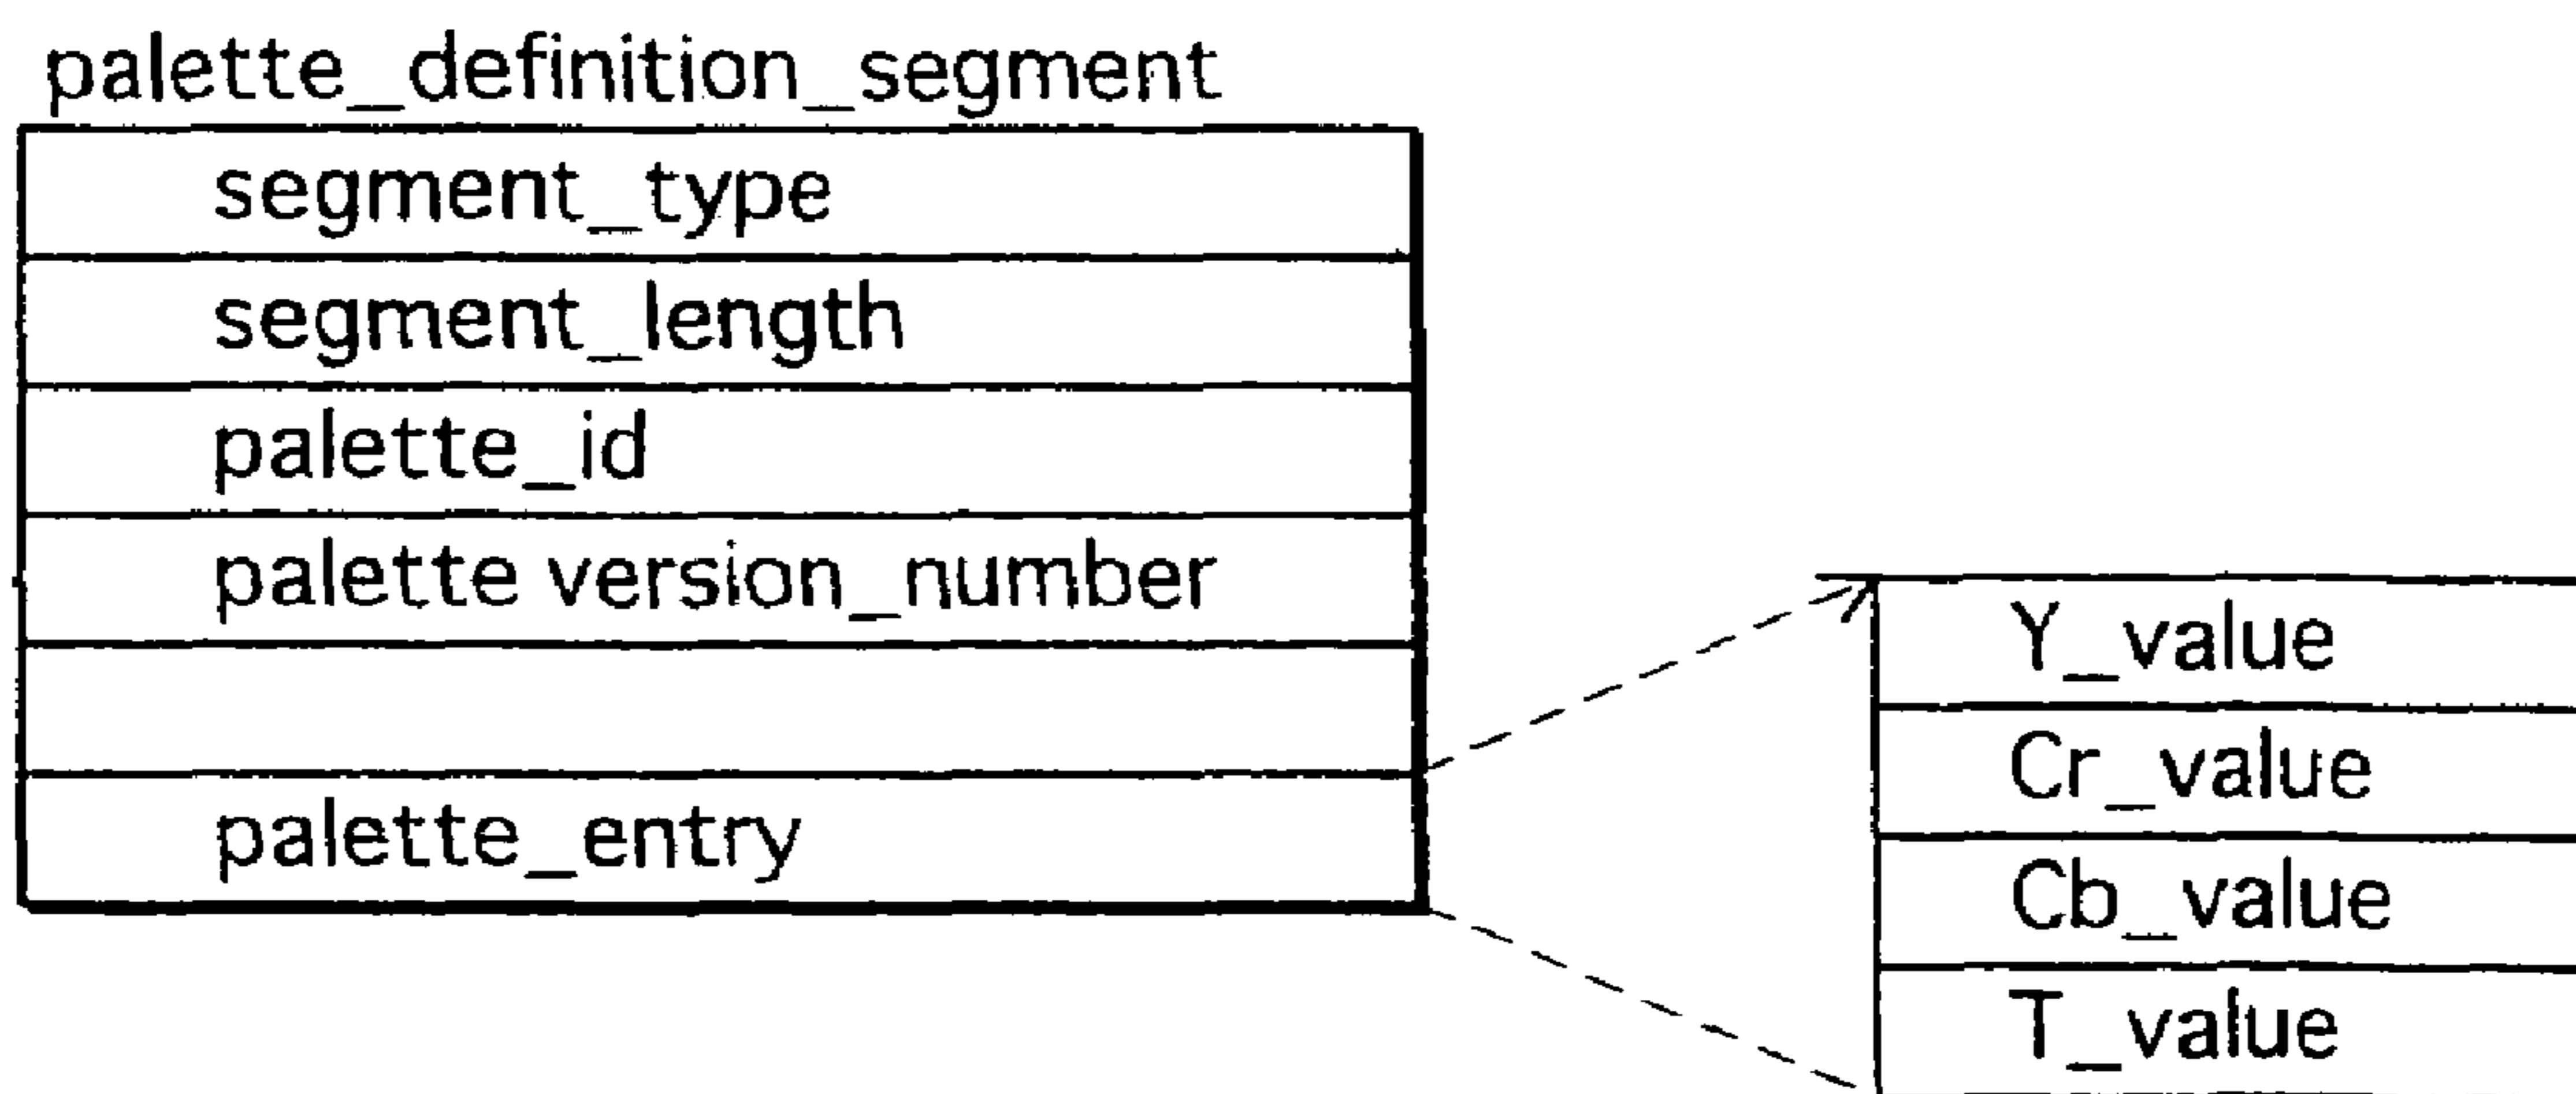 palette_definition_segment
segment_type
segment_length
palette_id
palette version_number
palette_entry
Y_value
Cr_value
Cb_value
T_value